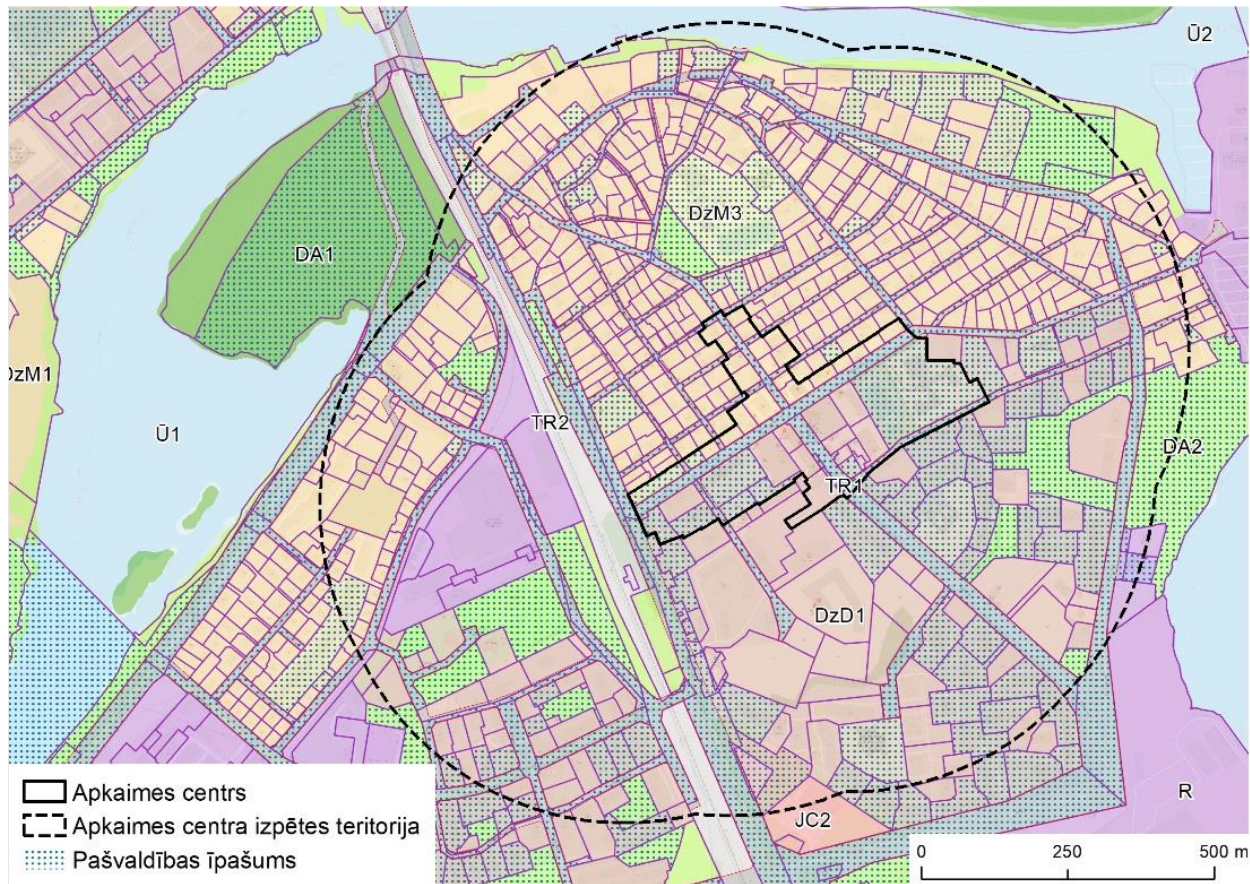 Ū2
DzM3
DA1
DzM1
TR2
Ū1
DA2
TR1
DzD1
R
JC2
Apkaimes centrs
Apkaimes centra izpētes teritorija
Pašvaldības īpašums
0 250 500 m